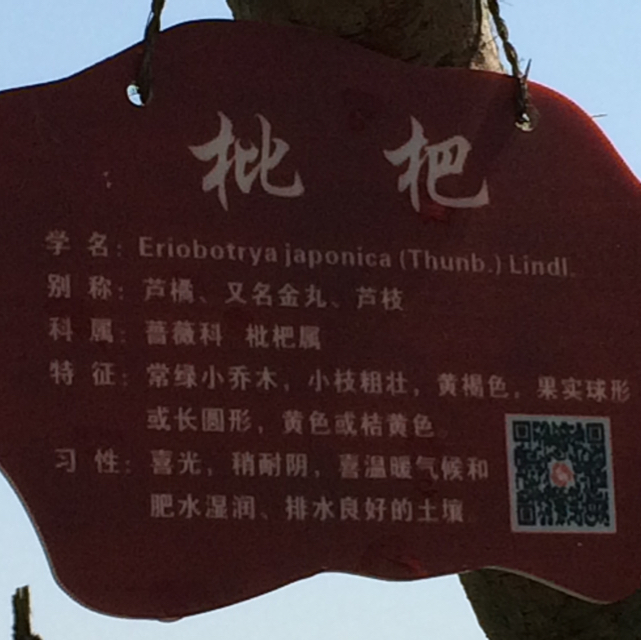 枇杷
学 名：Eriobotrya japonica (Thunb.) Lindl.
别 称：芦橘、又名金丸、芦枝
科 属：蔷薇科 枇杷属
特 征：常绿小乔木，小枝粗壮，黄褐色，果实球形
或长圆形，黄色或桔黄色。
习 性：喜光，稍耐阴，喜温暖气候和
肥水湿润、排水良好的土壤